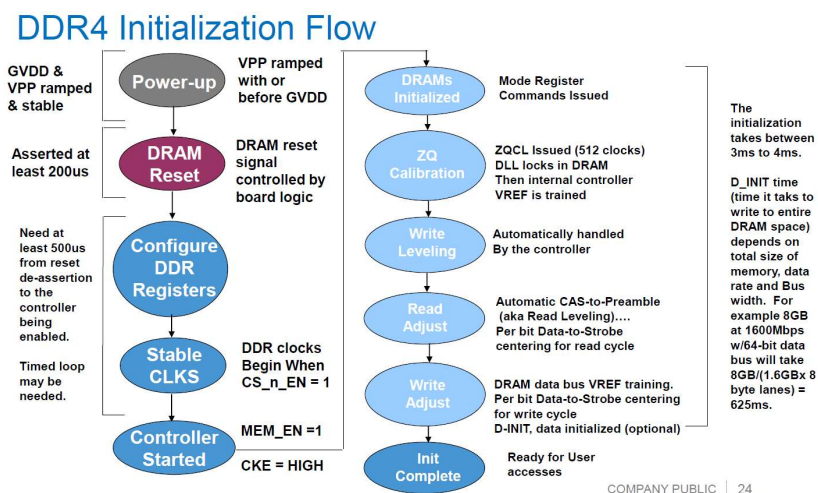 DDR4 Initialization Flow
GVDD &
VPP ramped
& stable
Power-up
VPP ramped
with or
before GVDD
Asserted at
least 200us
DRAM
Reset
DRAM reset
signal
controlled by
board logic
Need at
least 500us
from reset
de-assertion
to the
controller
being
enabled.
Timed loop
may be
needed.
Configure
DDR
Registers
Stable
CLKS
DDR clocks
Begin When
CS_n_EN = 1
Controller
Started
MEM_EN =1
CKE = HIGH
DRAMs
Initialized
Mode Register
Commands Issued
ZQ
Calibration
ZQCL Issued (512 clocks)
DLL locks in DRAM
Then internal controller
VREF is trained
Write
Leveling
Automatically handled
By the controller
Read
Adjust
Automatic CAS-to-Preamble
(aka Read Leveling)....
Per bit Data-to-Strobe
centering for read cycle
Write
Adjust
DRAM data bus VREF training.
Per bit Data-to-Strobe centering
for write cycle
D-INIT, data initialized (optional)
Init
Complete
Ready for User
accesses
The
initialization
takes between
3ms to 4ms.
D_INIT time
(time it taks to
write to entire
DRAM space)
depends on
total size of
memory, data
rate and Bus
width. For
example 8GB
at 1600Mbps
w/64-bit data
bus will take
8GB/(1.6GBx 8
byte lanes) =
625ms.
COMPANY PUBLIC | 24